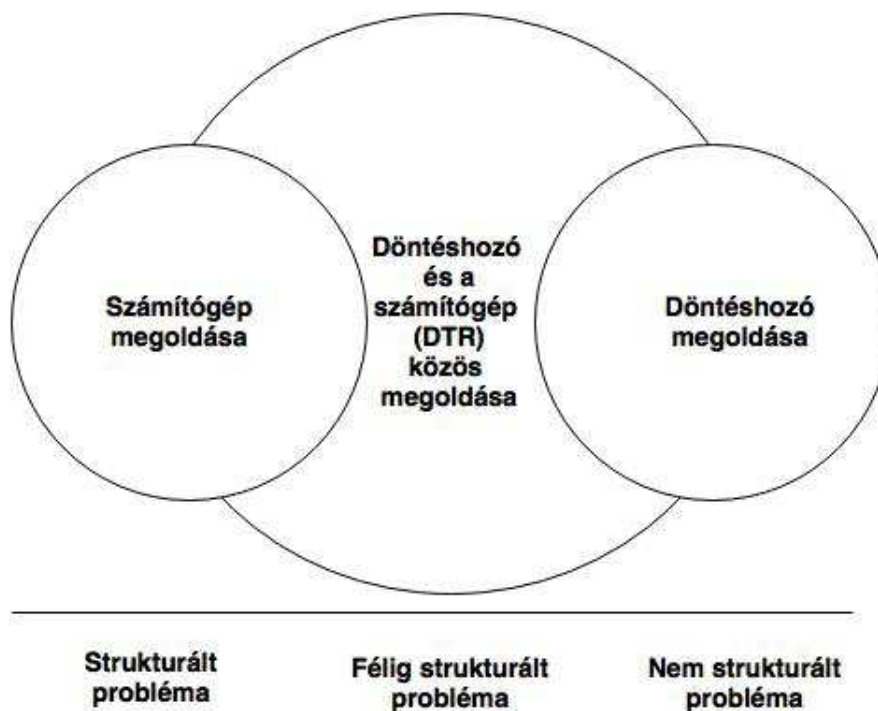 Számítógép
megoldása
Döntéshozó
és a
számítógép
(DTR)
közös
megoldása
Döntéshozó
megoldása
Strukturált
probléma
Félig strukturált
probléma
Nem strukturált
probléma